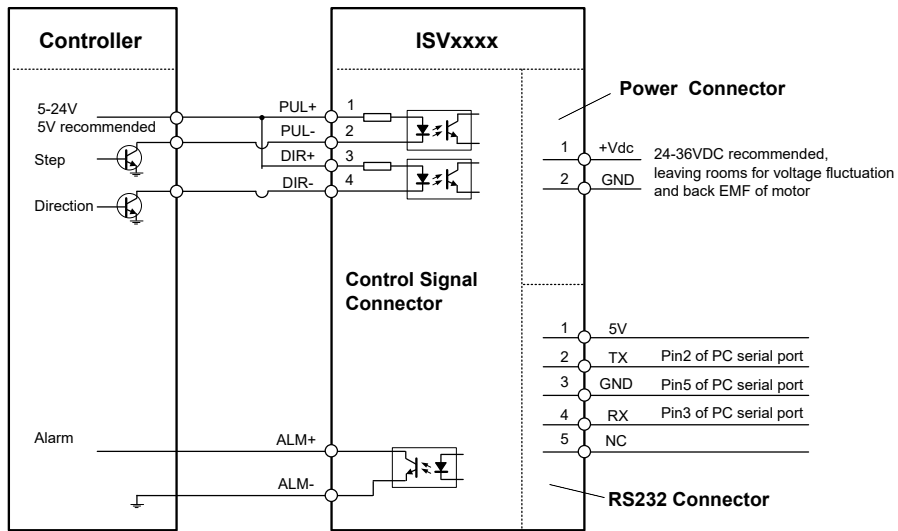 Controller
ISVxxxx
5-24V
5V recommended
Step
Direction
Alarm
PUL+ 1
PUL- 2
DIR+ 3
DIR- 4
Control Signal
Connector
ALM+
ALM-
Power Connector
1 +Vdc
2 GND
24-36VDC recommended,
leaving rooms for voltage fluctuation
and back EMF of motor
1 5V
2 TX Pin2 of PC serial port
3 GND Pin5 of PC serial port
4 RX Pin3 of PC serial port
5 NC
RS232 Connector